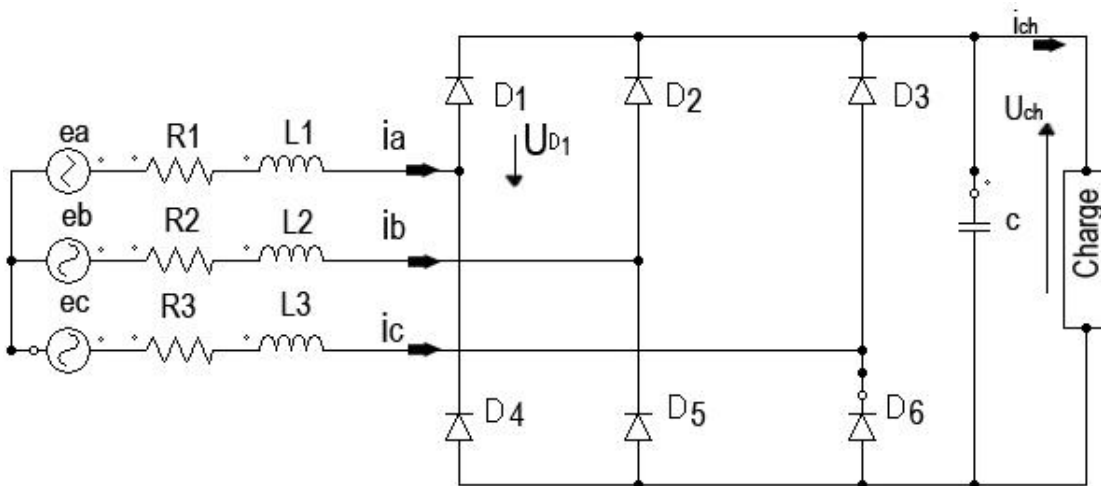 ich
D1
D2
D3
Uch
ea
R1
L1
ia
UD1
eb
R2
L2
ib
c
Charge
ec
R3
L3
ic
D4
D5
D6